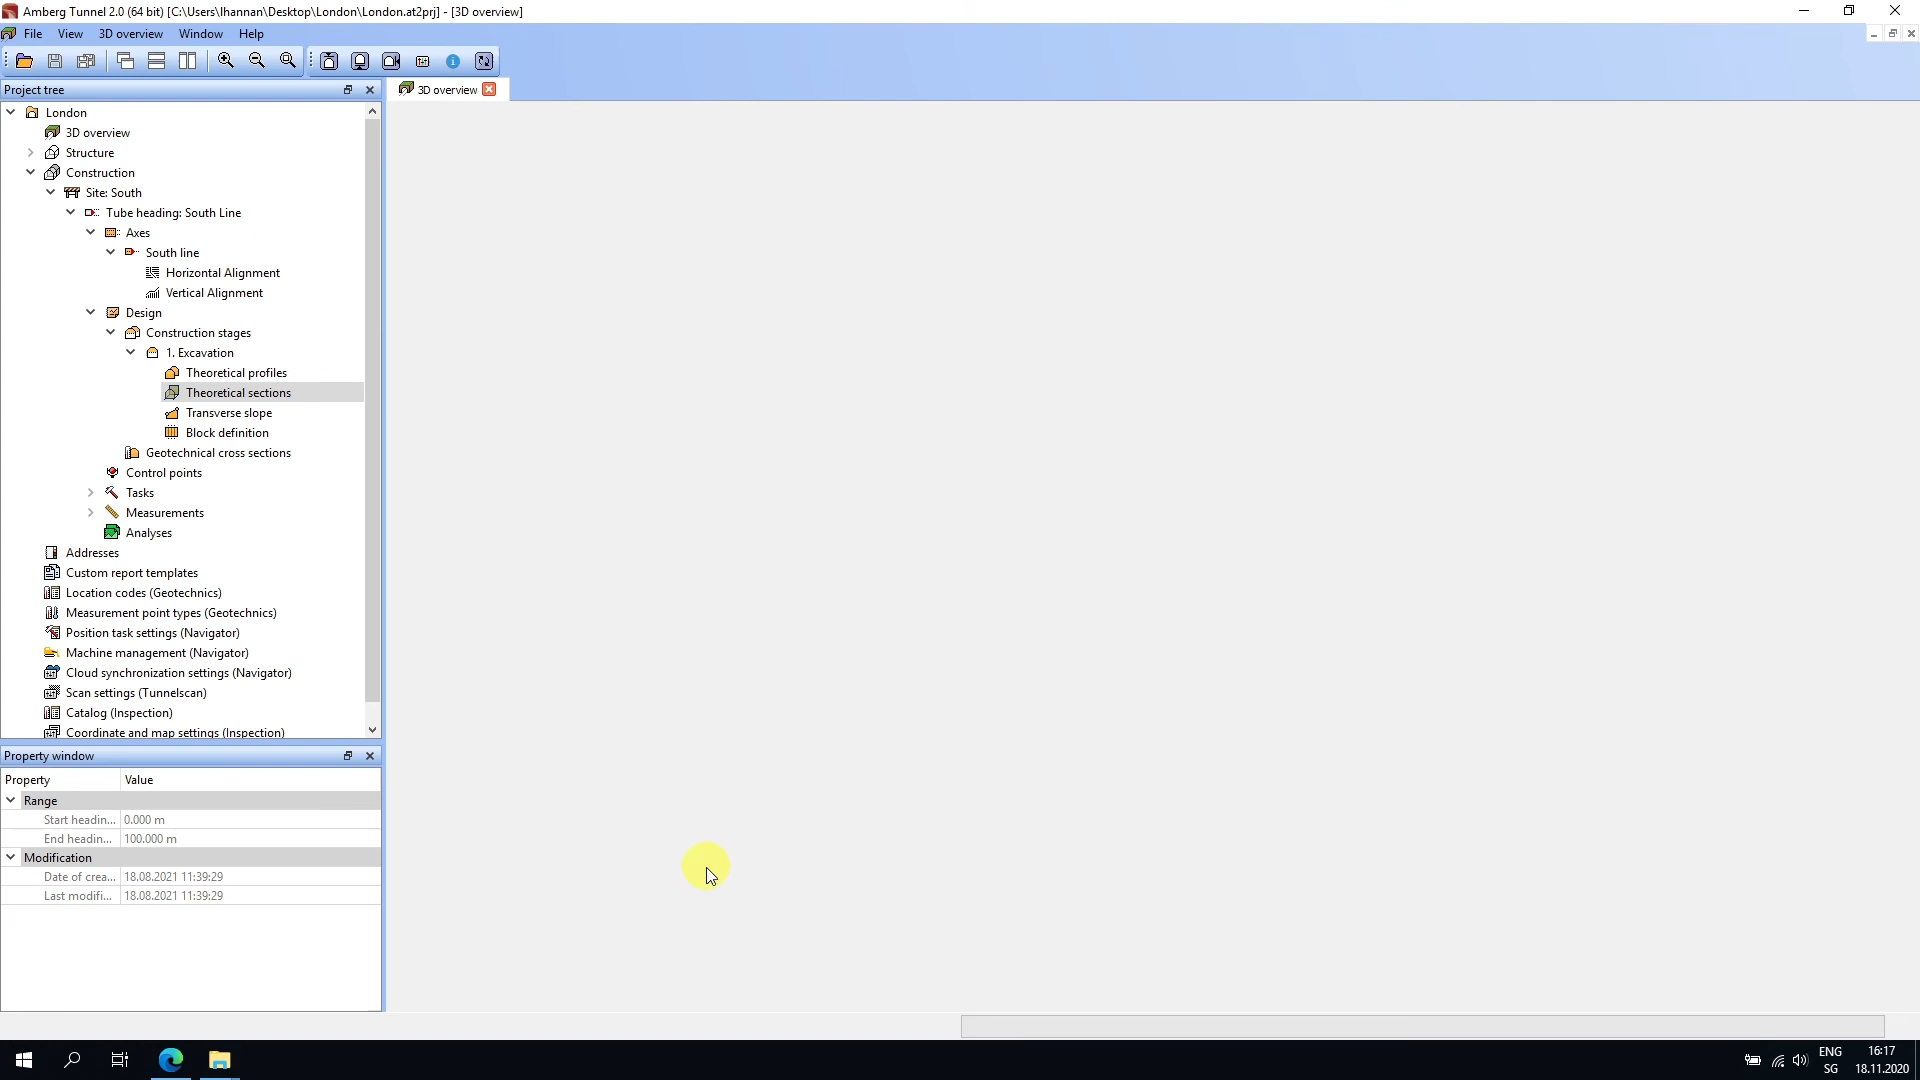 Amberg Tunnel 2.0 (64 bit) [C:\Users\lhannan\Desktop\London\London.at2prj] - [3D overview]
File View 3D overview Window Help
Project tree
3D overview
London
3D overview
Structure
Construction
Site: South
Tube heading: South Line
Axes
South line
Horizontal Alignment
Vertical Alignment
Design
Construction stages
1. Excavation
Theoretical profiles
Theoretical sections
Transverse slope
Block definition
Geotechnical cross sections
Control points
Tasks
Measurements
Analyses
Addresses
Custom report templates
Location codes (Geotechnics)
Measurement point types (Geotechnics)
Position task settings (Navigator)
Machine management (Navigator)
Cloud synchronization settings (Navigator)
Scan settings (Tunnelscan)
Catalog (Inspection)
Coordinate and map settings (Inspection)
Property window
Property Value
Range
Start headin... 0.000 m
End headin... 100.000 m
Modification
Date of crea... 18.08.2021 11:39:29
Last modifi... 18.08.2021 11:39:29
ENG 16:17
SG 18.11.2020